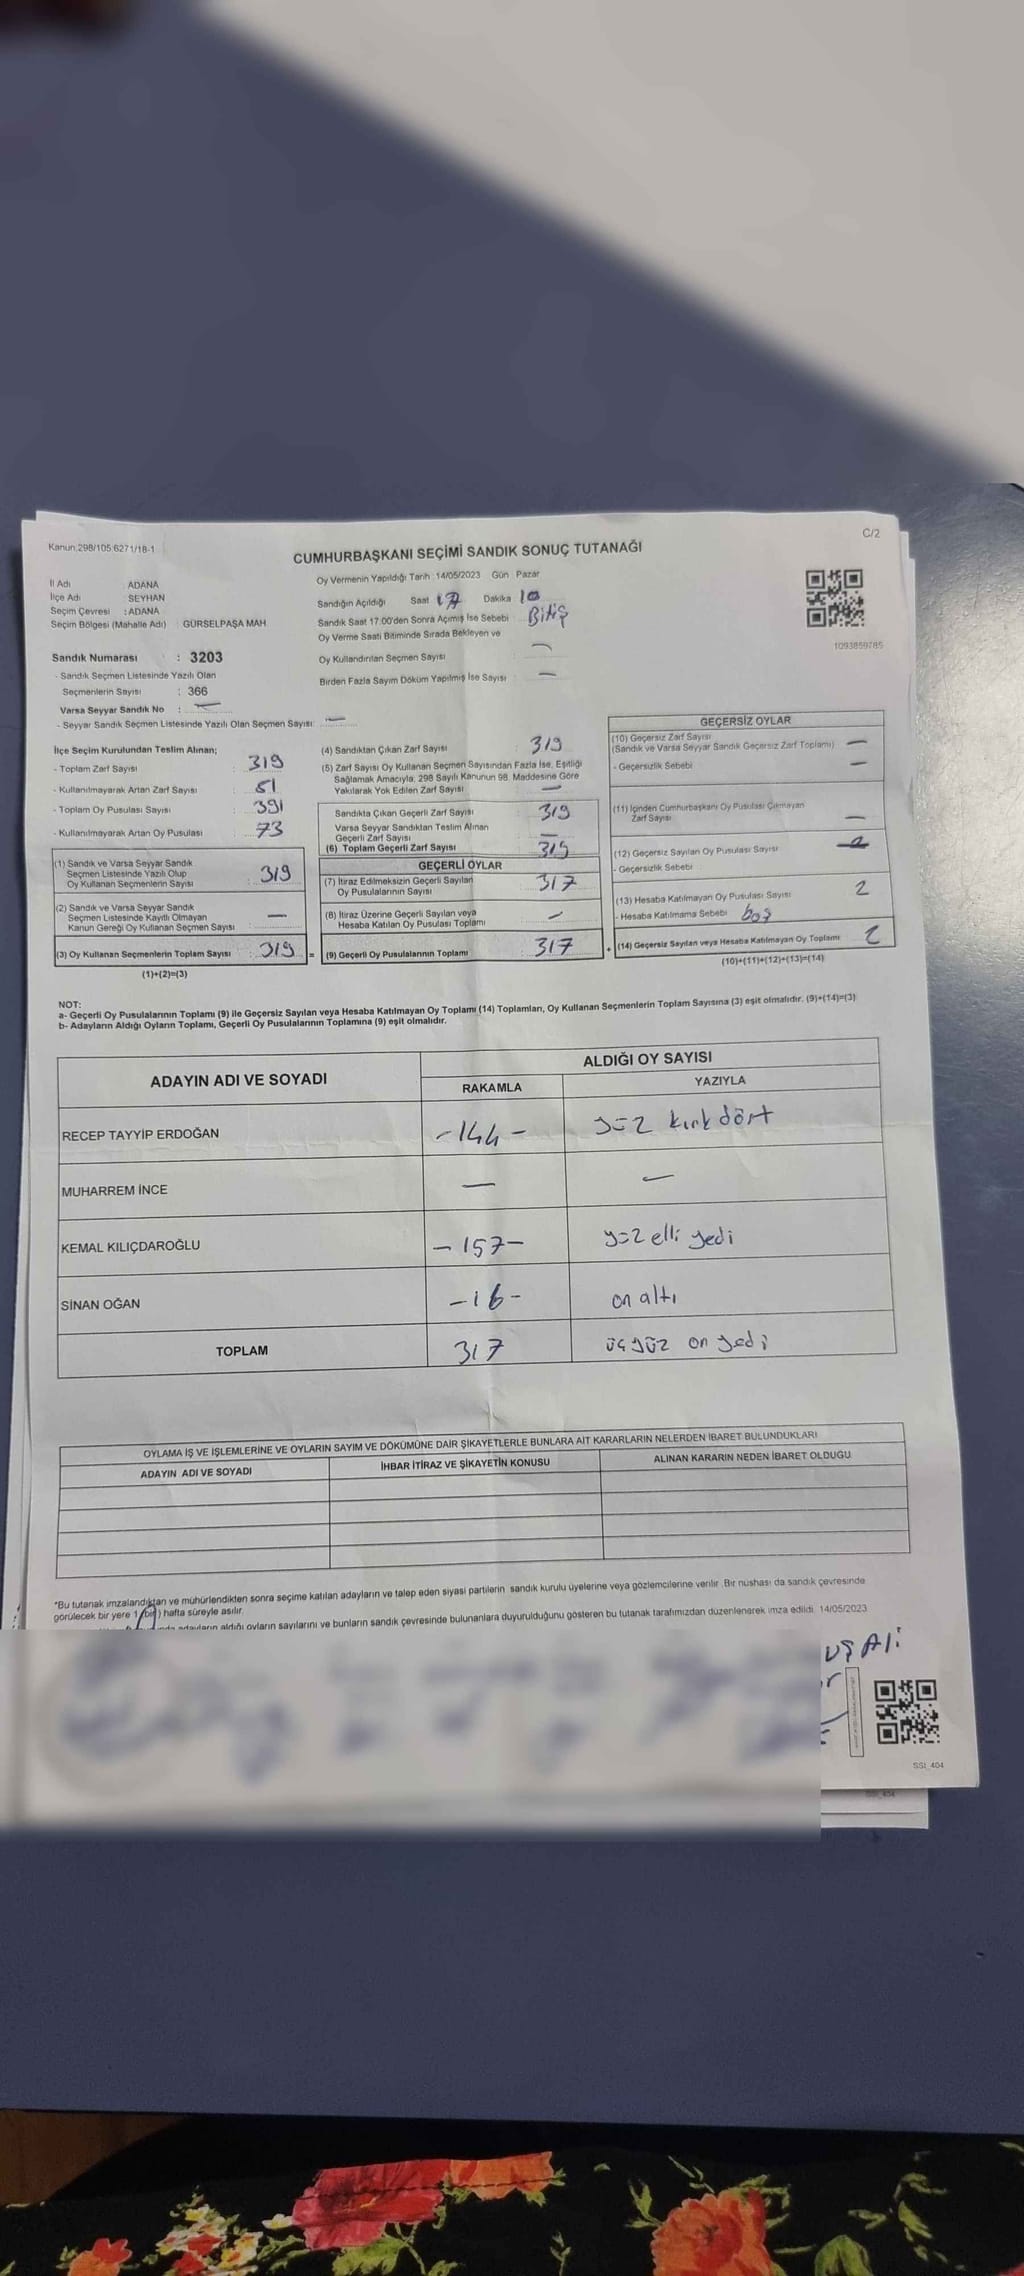 Kanun,298/105 6271/18-1
C/2
CUMHURBAŞKANI SEÇİMİ SANDIK SONUÇ TUTANAĞI
İl Adı ADANA
İlçe Adı SEYHAN
Seçim Çevresi : ADANA
Seçim Bölgesi (Mahalle Adı) : GÜRSELPAŞA MAH
Sandık Numarası : 3203
- Sandık Seçmen Listesinde Yazılı Olan
Seçmenlerin Sayısı : 366
Varsa Seyyar Sandık No : —
- Seyyar Sandık Seçmen Listesinde Yazılı Olan Seçmen Sayısı: —
Oy Vermenin Yapıldığı Tarih : 14/05/2023 Gün Pazar
Sandığın Açıldığı Saat 17 Dakika 10
Sandık Saat 17.00'den Sonra Açılmış İse Sebebi : Bitiş
Oy Verme Saati Bitiminde Sırada Bekleyen ve
Oy Kullandırılan Seçmen Sayısı —
Birden Fazla Sayım Döküm Yapılmış İse Sayısı : —
1093859785
İlçe Seçim Kurulundan Teslim Alınan;
- Toplam Zarf Sayısı : 319
- Kullanılmayarak Artan Zarf Sayısı : 51
- Toplam Oy Pusulası Sayısı : 391
- Kullanılmayarak Artan Oy Pusulası : 73
(1) Sandık ve Varsa Seyyar Sandık
Seçmen Listesinde Yazılı Olup
Oy Kullanan Seçmenlerin Sayısı : 319
(2) Sandık ve Varsa Seyyar Sandık
Seçmen Listesinde Kayıtlı Olmayan
Kanun Gereği Oy Kullanan Seçmen Sayısı : —
(3) Oy Kullanan Seçmenlerin Toplam Sayısı : 319 =
(1)+(2)=(3)
(4) Sandıktan Çıkan Zarf Sayısı : 319
(5) Zarf Sayısı Oy Kullanan Seçmen Sayısından Fazla İse, Eşitliği
Sağlamak Amacıyla, 298 Sayılı Kanunun 98. Maddesine Göre
Yakılarak Yok Edilen Zarf Sayısı —
Sandıkta Çıkan Geçerli Zarf Sayısı : 319
Varsa Seyyar Sandıktan Teslim Alınan
Geçerli Zarf Sayısı —
(6) Toplam Geçerli Zarf Sayısı 319
GEÇERLİ OYLAR
(7) İtiraz Edilmeksizin Geçerli Sayılan
Oy Pusulalarının Sayısı : 317
(8) İtiraz Üzerine Geçerli Sayılan veya
Hesaba Katılan Oy Pusulası Toplamı —
(9) Geçerli Oy Pusulalarının Toplamı : 317 +
GEÇERSİZ OYLAR
(10) Geçersiz Zarf Sayısı
(Sandık ve Varsa Seyyar Sandık Geçersiz Zarf Toplamı) —
- Geçersizlik Sebebi —
(11) İçinden Cumhurbaşkanı Oy Pusulası Çıkmayan
Zarf Sayısı —
(12) Geçersiz Sayılan Oy Pusulası Sayısı
- Geçersizlik Sebebi
(13) Hesaba Katılmayan Oy Pusulası Sayısı 2
- Hesaba Katılmama Sebebi boş
(14) Geçersiz Sayılan veya Hesaba Katılmayan Oy Toplamı 2
(10)+(11)+(12)+(13)=(14)
NOT:
a- Geçerli Oy Pusulalarının Toplamı (9) ile Geçersiz Sayılan veya Hesaba Katılmayan Oy Toplamı (14) Toplamları, Oy Kullanan Seçmenlerin Toplam Sayısına (3) eşit olmalıdır. (9)+(14)=(3)
b- Adayların Aldığı Oyların Toplamı, Geçerli Oy Pusulalarının Toplamına (9) eşit olmalıdır.
ADAYIN ADI VE SOYADI
ALDIĞI OY SAYISI
RAKAMLA YAZIYLA
RECEP TAYYİP ERDOĞAN -144- yüz kırk dört
MUHARREM İNCE — —
KEMAL KILIÇDAROĞLU -157- yüz elli yedi
SİNAN OĞAN -16- on altı
TOPLAM 317 üçyüz on yedi
OYLAMA İŞ VE İŞLEMLERİNE VE OYLARIN SAYIM VE DÖKÜMÜNE DAİR ŞİKAYETLERLE BUNLARA AİT KARARLARIN NELERDEN İBARET BULUNDUKLARI
ADAYIN ADI VE SOYADI İHBAR İTİRAZ VE ŞİKAYETİN KONUSU ALINAN KARARIN NEDEN İBARET OLDUĞU
*Bu tutanak imzalandıktan ve mühürlendikten sonra seçime katılan adayların ve talep eden siyasi partilerin sandık kurulu üyelerine veya gözlemcilerine verilir. Bir nüshası da sandık çevresinde
görülecek bir yere 1 (bir) hafta süreyle asılır.
adayların aldığı oyların sayılarını ve bunların sandık çevresinde bulunanlara duyurulduğunu gösteren bu tutanak tarafımızdan düzenlenerek imza edildi. 14/05/2023
Ali
SSt_404